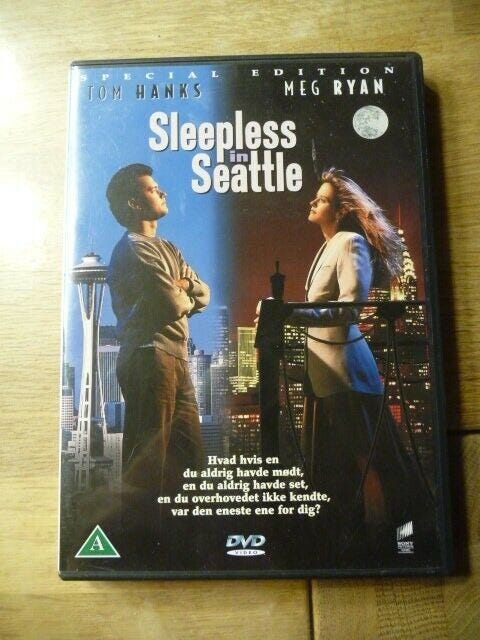 SPECIAL EDITION
TOM HANKS MEG RYAN
Sleepless
in
Seattle
Hvad hvis en
du aldrig havde mødt,
en du aldrig havde set,
en du overhovedet ikke kendte,
var den eneste ene for dig?
A
DVD
VIDEO
SONY